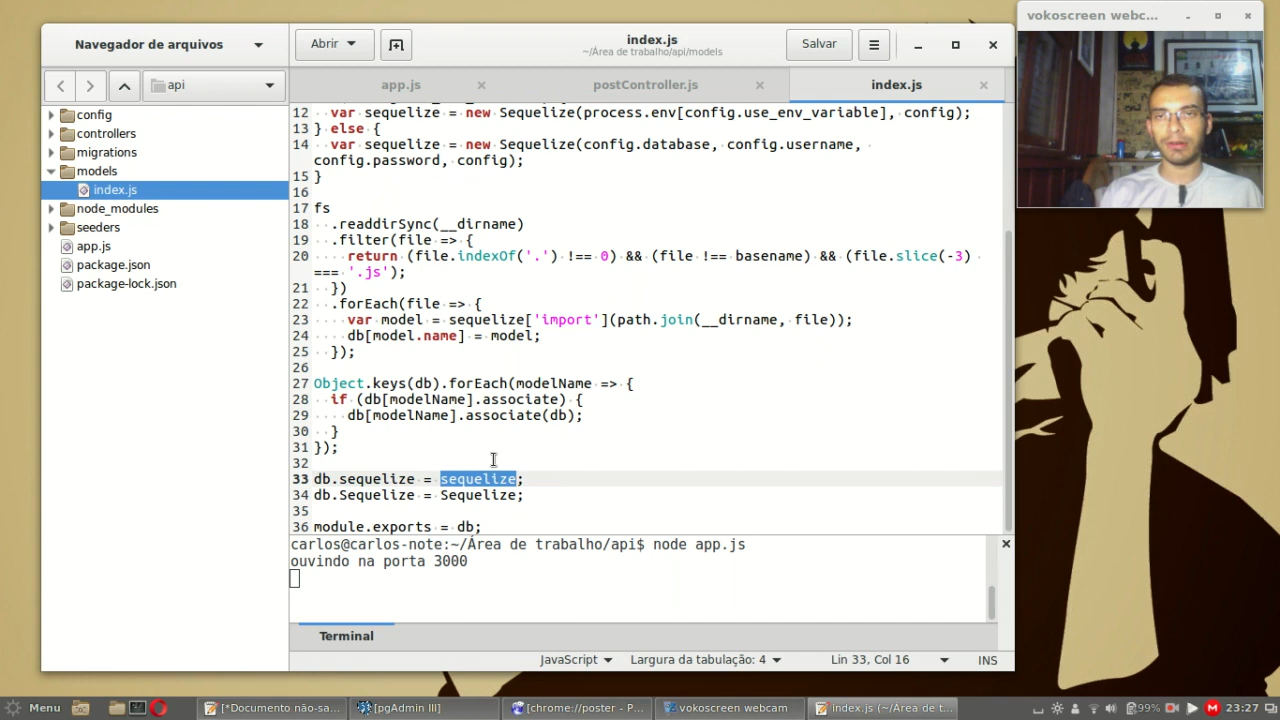 vokoscreen webc...
Navegador de arquivos
Abrir
index.js
~/Área de trabalho/api/models
Salvar
api
app.js
postController.js
index.js
config
controllers
migrations
models
index.js
node_modules
seeders
app.js
package.json
package-lock.json
12 var sequelize = new Sequelize(process.env[config.use_env_variable], config);
13 } else {
14 var sequelize = new Sequelize(config.database, config.username,
config.password, config);
15 }
16
17 fs
18 .readdirSync(__dirname)
19 .filter(file => {
20 return (file.indexOf('.') !== 0) && (file !== basename) && (file.slice(-3)
=== '.js');
21 })
22 .forEach(file => {
23 var model = sequelize['import'](path.join(__dirname, file));
24 db[model.name] = model;
25 });
26
27 Object.keys(db).forEach(modelName => {
28 if (db[modelName].associate) {
29 db[modelName].associate(db);
30 }
31 });
32
33 db.sequelize = sequelize;
34 db.Sequelize = Sequelize;
35
36 module.exports = db;
carlos@carlos-note:~/Área de trabalho/api$ node app.js
ouvindo na porta 3000
Terminal
JavaScript
Largura da tabulação: 4
Lin 33, Col 16
INS
Menu
[*Documento não-sa...
[pgAdmin III]
[chrome://poster - P...
vokoscreen webcam
index.js (~/Área de t...
99%
23:27